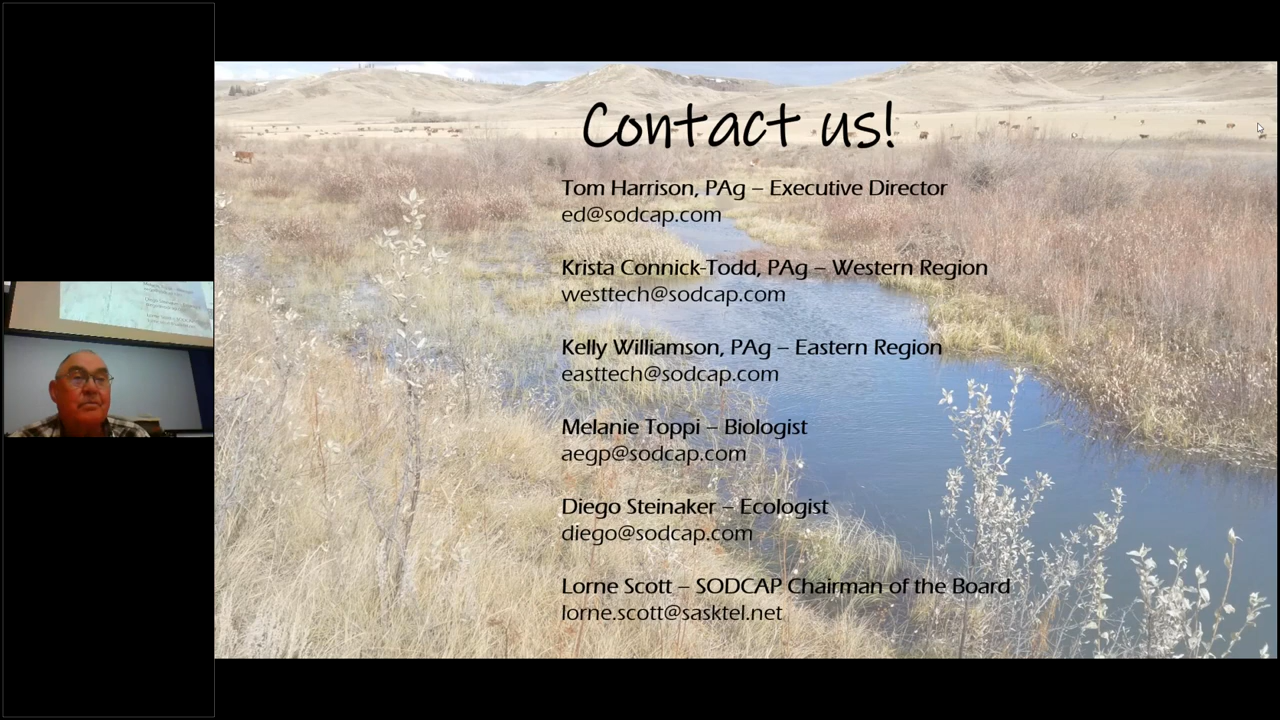 Contact us!
Tom Harrison, PAg – Executive Director
ed@sodcap.com
Krista Connick-Todd, PAg – Western Region
westtech@sodcap.com
Kelly Williamson, PAg – Eastern Region
easttech@sodcap.com
Melanie Toppi – Biologist
aegp@sodcap.com
Diego Steinaker – Ecologist
diego@sodcap.com
Lorne Scott – SODCAP Chairman of the Board
lorne.scott@sasktel.net